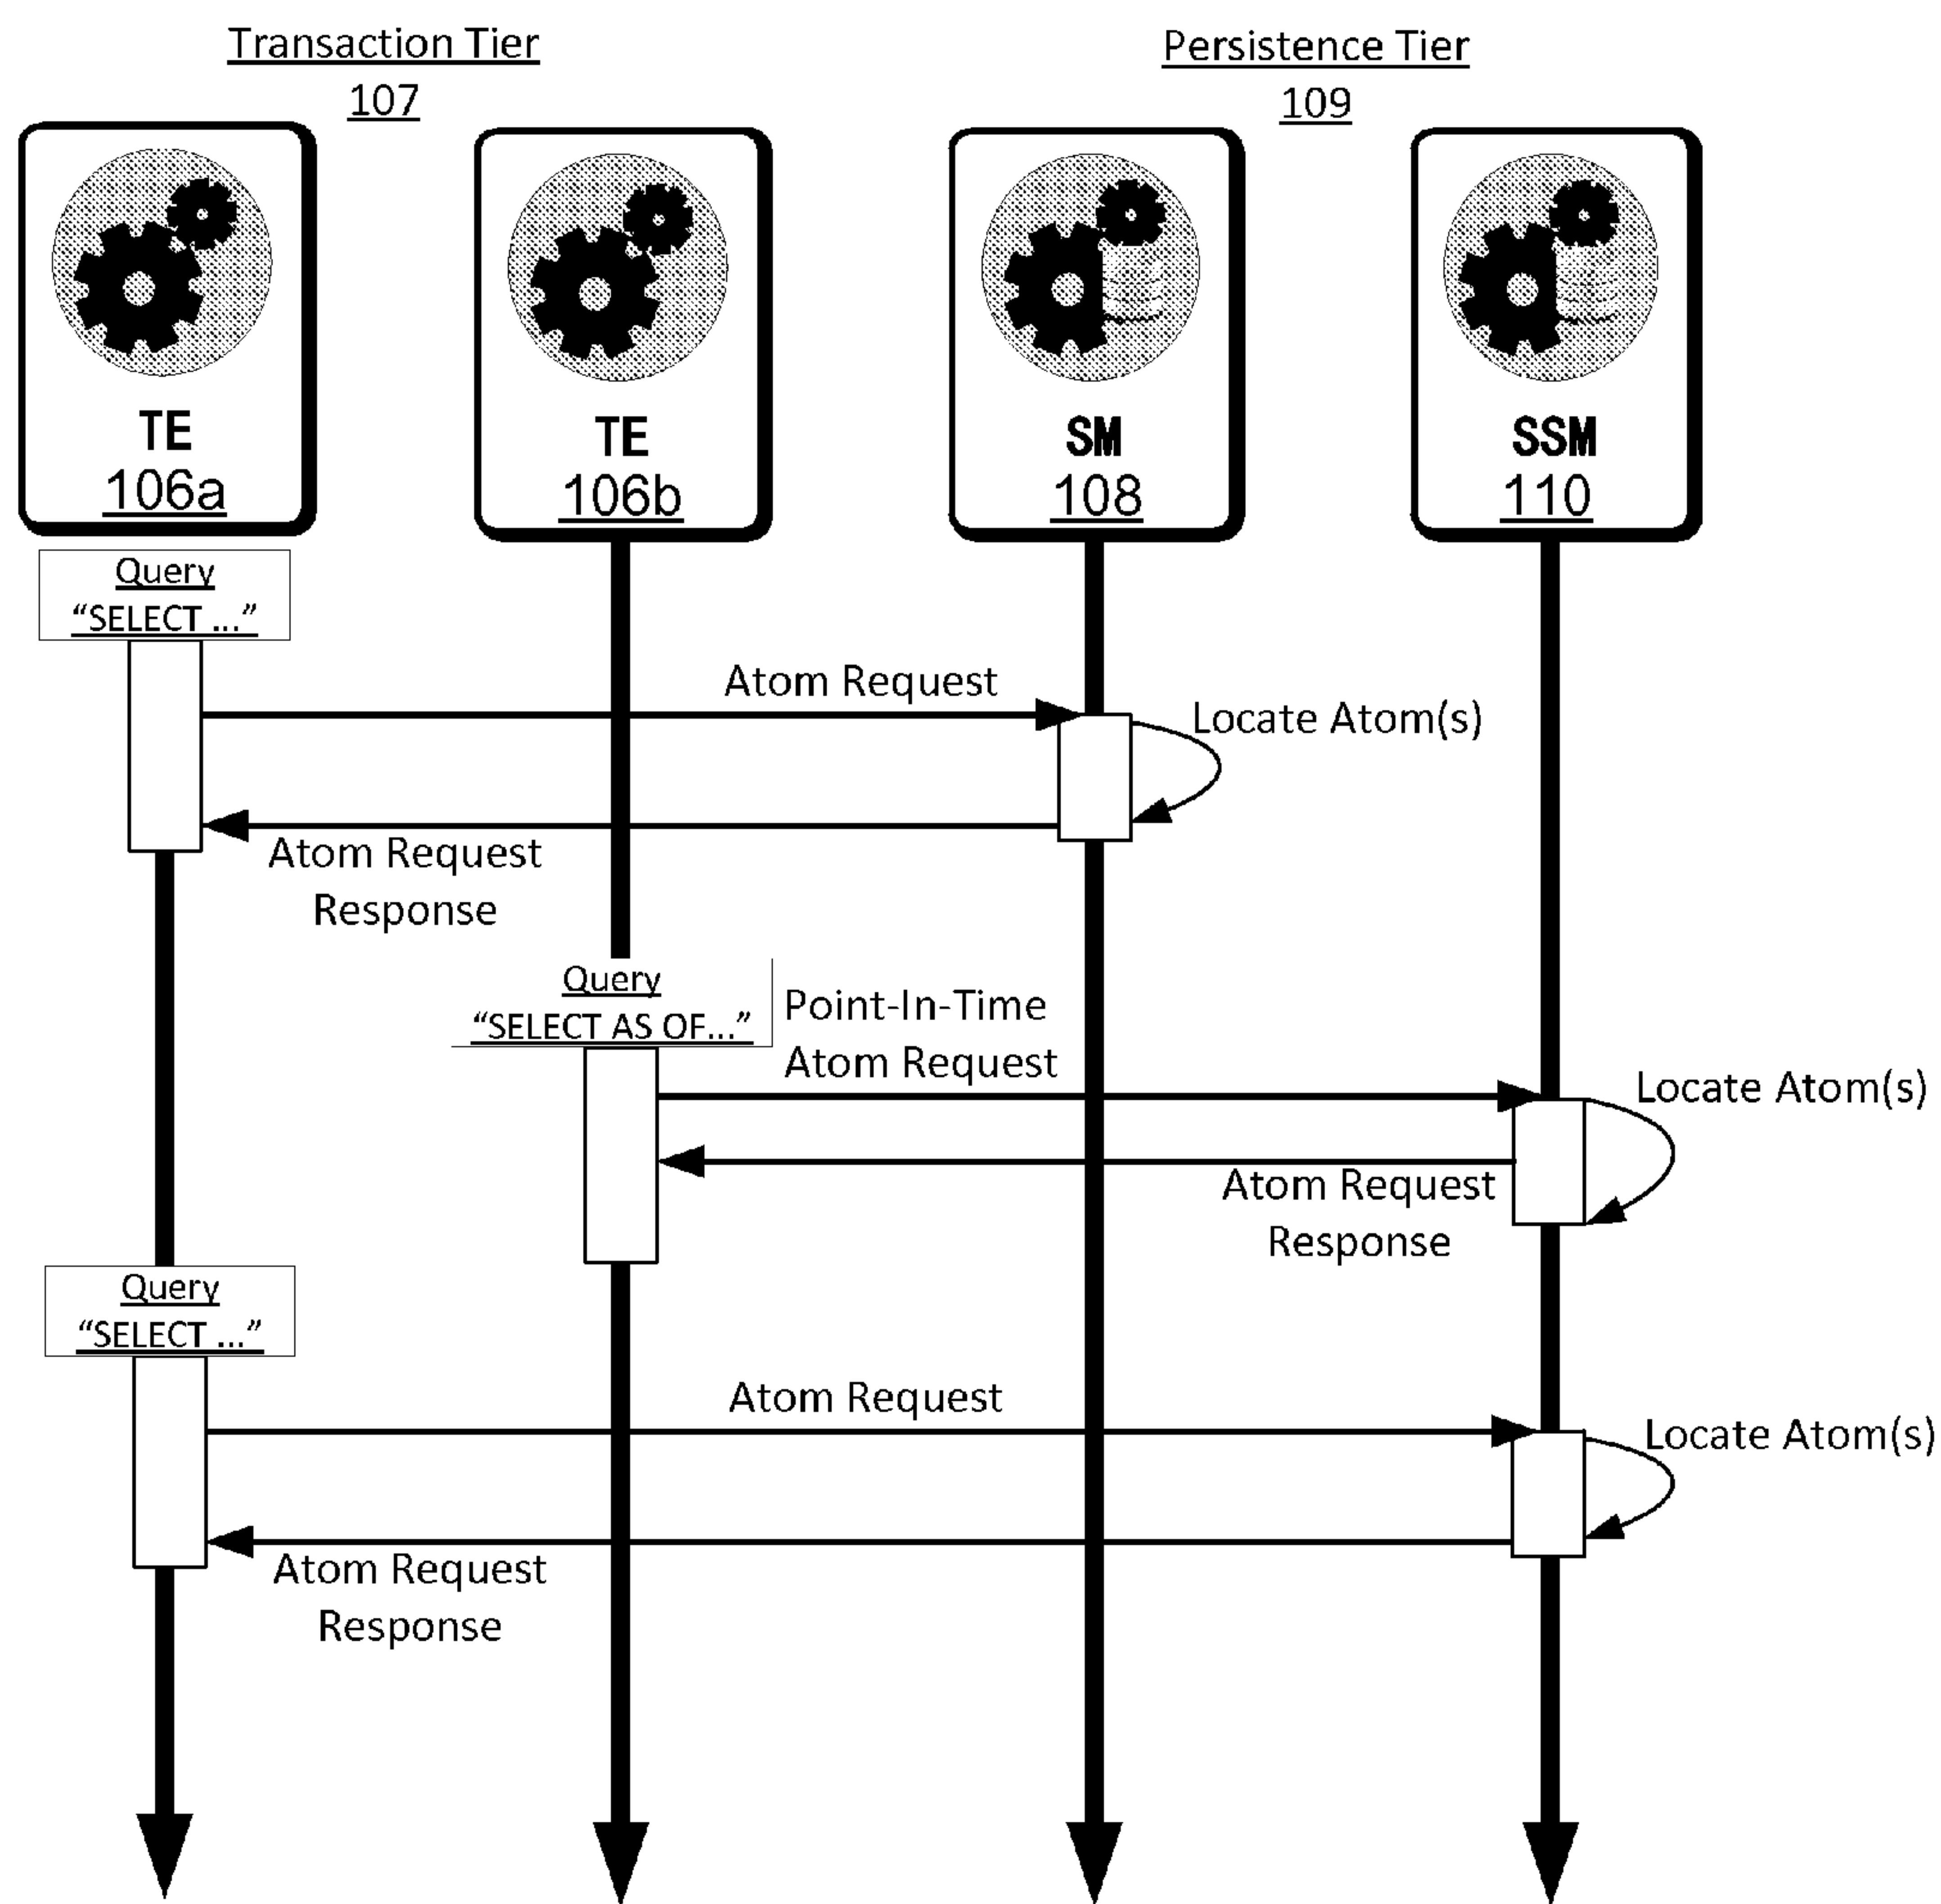 Transaction Tier
107
Persistence Tier
109
TE
106a
TE
106b
SM
108
SSM
110
Query
“SELECT ...”
Atom Request
Locate Atom(s)
Atom Request
Response
Query
“SELECT AS OF...”
Point-In-Time
Atom Request
Locate Atom(s)
Atom Request
Response
Query
“SELECT ...”
Atom Request
Locate Atom(s)
Atom Request
Response